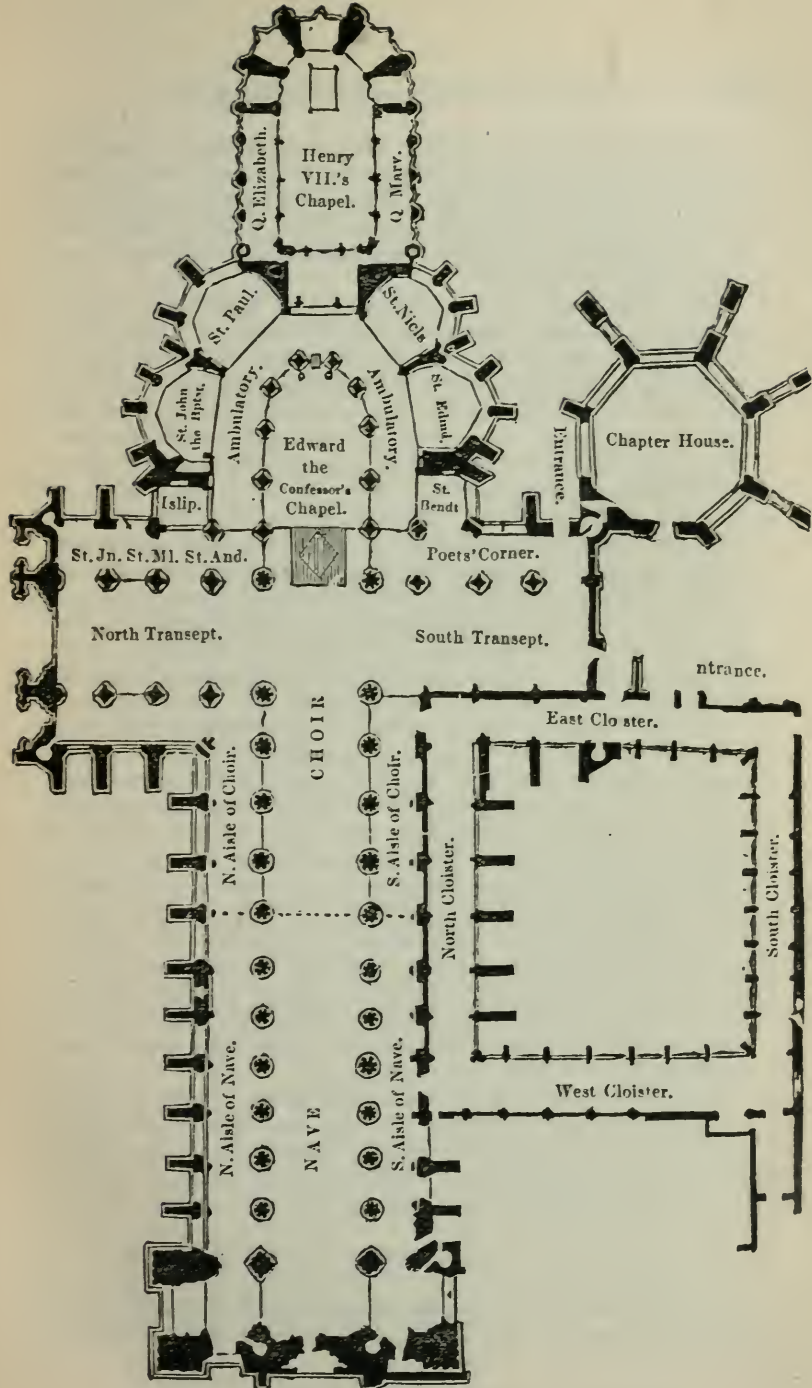 Q. Elizabeth.
Henry
VII.'s
Chapel.
Q Mary.
St. Paul.
St. Nicls
St. John
the Bptst.
Ambulatory.
Ambulatory.
St. Edmd.
Edward
the
Confessor's
Chapel.
Islip.
St.
Bendt
Entrance.
Chapter House.
St. Jn. St. Ml. St. And.
Poets' Corner.
North Transept.
South Transept.
ntrance.
East Clo ster.
CHOIR
N. Aisle of Choir.
S. Aisle of Choir.
North Cloister.
South Cloister.
N. Aisle of Nave.
NAVE
S. Aisle of Nave.
West Cloister.